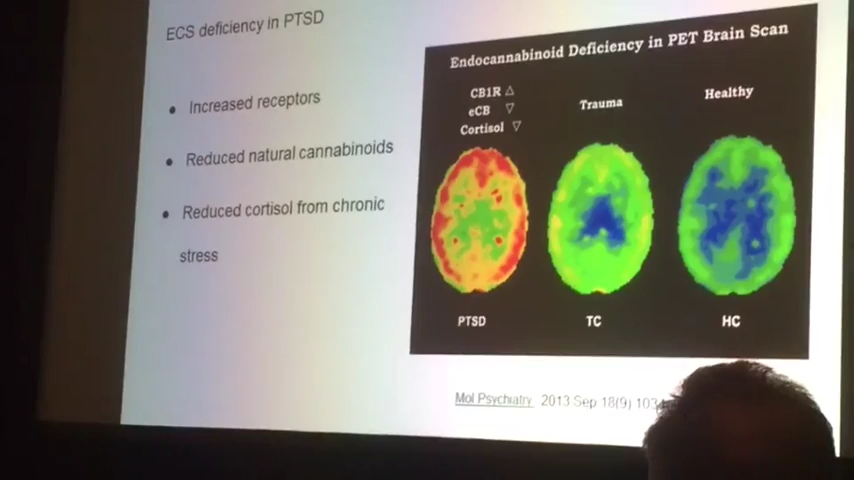 ECS deficiency in PTSD
• Increased receptors
• Reduced natural cannabinoids
• Reduced cortisol from chronic
stress
Endocannabinoid Deficiency in PET Brain Scan
CB1R △
eCB ▽
Cortisol ▽
Trauma
Healthy
PTSD
TC
HC
Mol Psychiatry 2013 Sep 18(9)